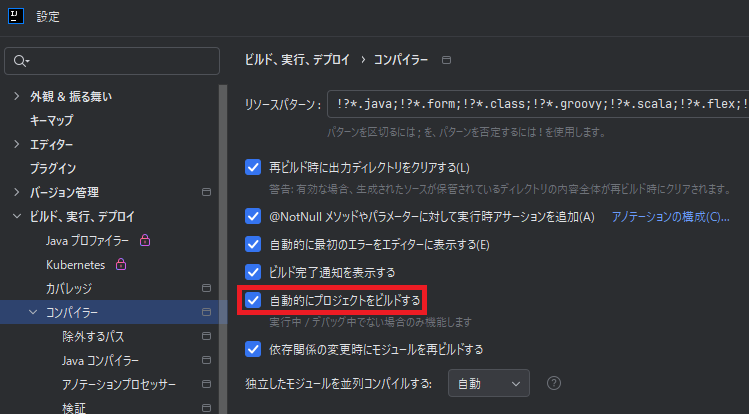 設定
外観 & 振る舞い
キーマップ
エディター
プラグイン
バージョン管理
ビルド、実行、デプロイ
Java プロファイラー
Kubernetes
カバレッジ
コンパイラー
除外するパス
Java コンパイラー
アノテーションプロセッサー
検証
ビルド、実行、デプロイ › コンパイラー
リソースパターン: !?*.java;!?*.form;!?*.class;!?*.groovy;!?*.scala;!?*.flex;!
パターンを区切るには ; を、パターンを否定するには ! を使用します。
再ビルド時に出力ディレクトリをクリアする(L)
警告: 有効な場合、生成されたソースが保管されているディレクトリの内容全体が再ビルド時にクリアされます。
@NotNull メソッドやパラメーターに対して実行時アサーションを追加(A) アノテーションの構成(C)...
自動的に最初のエラーをエディターに表示する(E)
ビルド完了通知を表示する
自動的にプロジェクトをビルドする
実行中 / デバッグ中でない場合のみ機能します
依存関係の変更時にモジュールを再ビルドする
独立したモジュールを並列コンパイルする: 自動 ?